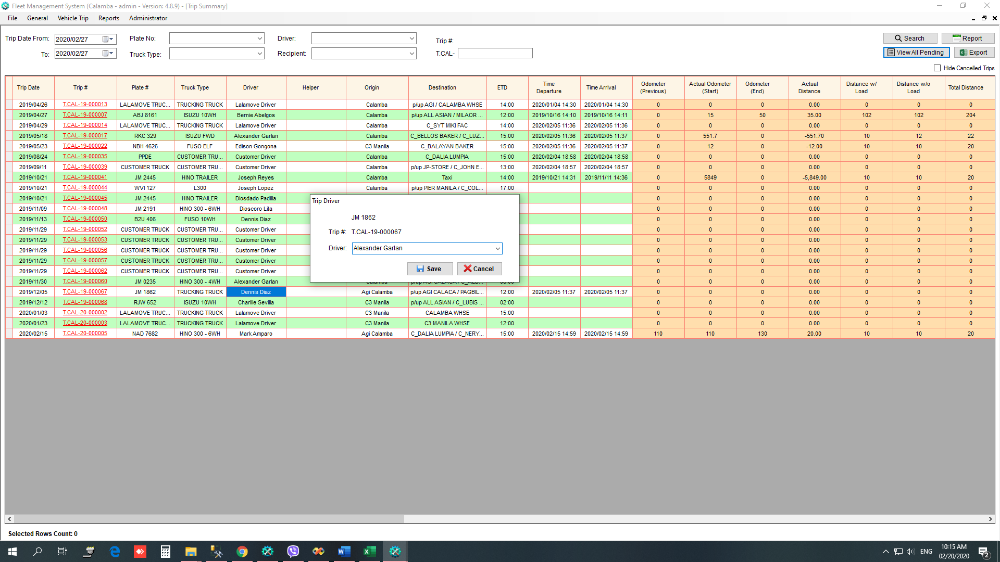 Fleet Management System (Calamba - admin - Version: 4.8.9) - [Trip Summary]
File General Vehicle Trip Reports Administrator
Trip Date From: 2020/02/27 Plate No: Driver: Trip #: Search Report
To: 2020/02/27 Truck Type: Recipient: T.CAL- View All Pending Export
Hide Cancelled Trips
Trip Date Trip # Plate # Truck Type Driver Helper Origin Destination ETD Time Departure Time Arrival Odometer (Previous) Actual Odometer (Start) Odometer (End) Actual Distance Distance w/ Load Distance w/o Load Total Distance
2019/04/26 T.CAL-19-000013 LALAMOVE TRUC... TRUCKING TRUCK Lalamove Driver Calamba p/up AGI / CALAMBA WHSE 14:00 2020/01/04 14:30 2020/01/04 14:30 0 0 0 0.00 0 0 0
2019/04/27 T.CAL-19-000007 ABJ 8161 ISUZU 10WH Bernie Abelgos Calamba p/up ALL ASIAN / MILAOR ... 12:00 2019/10/16 14:10 2019/10/16 14:11 0 15 50 35.00 102 102 204
2019/04/29 T.CAL-19-000014 LALAMOVE TRUC... TRUCKING TRUCK Lalamove Driver Calamba C_SYT MIKI FAC 14:00 2020/02/05 11:36 2020/02/05 11:36 0 0 0 0.00 0 0 0
2019/05/18 T.CAL-19-000017 RKC 329 ISUZU FWD Alexander Garlan Calamba C_BELLOS BAKER / C_LUZ... 15:00 2020/02/05 11:36 2020/02/05 11:37 0 551.7 0 -551.70 10 12 22
2019/05/23 T.CAL-19-000022 NBH 4626 FUSO ELF Edison Gongona C3 Manila C_BALAYAN BAKER 15:00 2020/02/05 11:36 2020/02/05 11:37 0 12 0 -12.00 10 10 20
2019/08/24 T.CAL-19-000035 PPDE CUSTOMER TRU... Customer Driver Calamba C_DALIA LUMPIA 15:00 2020/02/04 18:58 2020/02/04 18:58 0 0 0 0.00 0 0 0
2019/09/11 T.CAL-19-000039 CUSTOMER TRUCK CUSTOMER TRU... Customer Driver Calamba p/up JP-STORE / C_JOHN E... 13:00 2020/02/04 18:57 2020/02/04 18:57 0 0 0 0.00 0 0 0
2019/10/21 T.CAL-19-000041 JM 2445 HINO TRAILER Joseph Reyes Calamba Taxi 14:00 2019/10/21 14:31 2019/11/11 14:36 0 5849 0 -5,849.00 10 10 20
2019/10/21 T.CAL-19-000044 WVI 127 L300 Joseph Lopez Calamba p/up PIER MANILA / C_COL... 17:00 0 0 0 0.00 0 0 0
2019/10/21 T.CAL-19-000045 JM 2445 HINO TRAILER Diosdado Padilla 0 0 0 0.00 0 0 0
2019/11/09 T.CAL-19-000048 JM 2191 HINO 300 - 6WH Dioscoro Lita 0 0 0 0.00 0 0 0
2019/11/13 T.CAL-19-000050 B2U 406 FUSO 10WH Dennis Diaz 0 0 0 0.00 0 0 0
2019/11/29 T.CAL-19-000052 CUSTOMER TRUCK CUSTOMER TRU... Customer Driver 0 0 0 0.00 0 0 0
2019/11/29 T.CAL-19-000053 CUSTOMER TRUCK CUSTOMER TRU... Customer Driver 0 0 0 0.00 0 0 0
2019/11/29 T.CAL-19-000056 CUSTOMER TRUCK CUSTOMER TRU... Customer Driver 0 0 0 0.00 0 0 0
2019/11/29 T.CAL-19-000057 CUSTOMER TRUCK CUSTOMER TRU... Customer Driver 0 0 0 0.00 0 0 0
2019/11/29 T.CAL-19-000062 CUSTOMER TRUCK CUSTOMER TRU... Customer Driver 0 0 0 0.00 0 0 0
2019/11/30 T.CAL-19-000060 JM 0235 HINO 300 - 4WH Alexander Garlan 0 0 0 0.00 0 0 0
2019/12/05 T.CAL-19-000067 JM 1862 TRUCKING TRUCK Dennis Diaz Agi Calamba p/up AGI CALACA / PAGBIL... 12:00 2020/02/05 11:37 2020/02/05 11:37 0 0 0 0.00 0 0 0
2019/12/12 T.CAL-19-000068 RJW 652 ISUZU 10WH Charllie Sevilla C3 Manila p/up ALL ASIAN / C_LUBIS ... 02:00 0 0 0 0.00 0 0 0
2020/01/03 T.CAL-20-000002 LALAMOVE TRUC... TRUCKING TRUCK Lalamove Driver C3 Manila CALAMBA WHSE 15:00 0 0 0 0.00 0 0 0
2020/01/23 T.CAL-20-000003 LALAMOVE TRUC... TRUCKING TRUCK Lalamove Driver C3 Manila C3 MANILA WHSE 12:00 0 0 0 0.00 0 0 0
2020/02/15 T.CAL-20-000005 NAD 7682 HINO 300 - 6WH Mark Amparo Agi Calamba C_DALIA LUMPIA / C_NERY... 15:00 2020/02/15 14:59 2020/02/15 14:59 110 110 130 20.00 10 10 20
Trip Driver
JM 1862
Trip #: T.CAL-19-000067
Driver: Alexander Garlan
Save Cancel
Selected Rows Count: 0
ENG 10:15 AM
02/20/2020
2